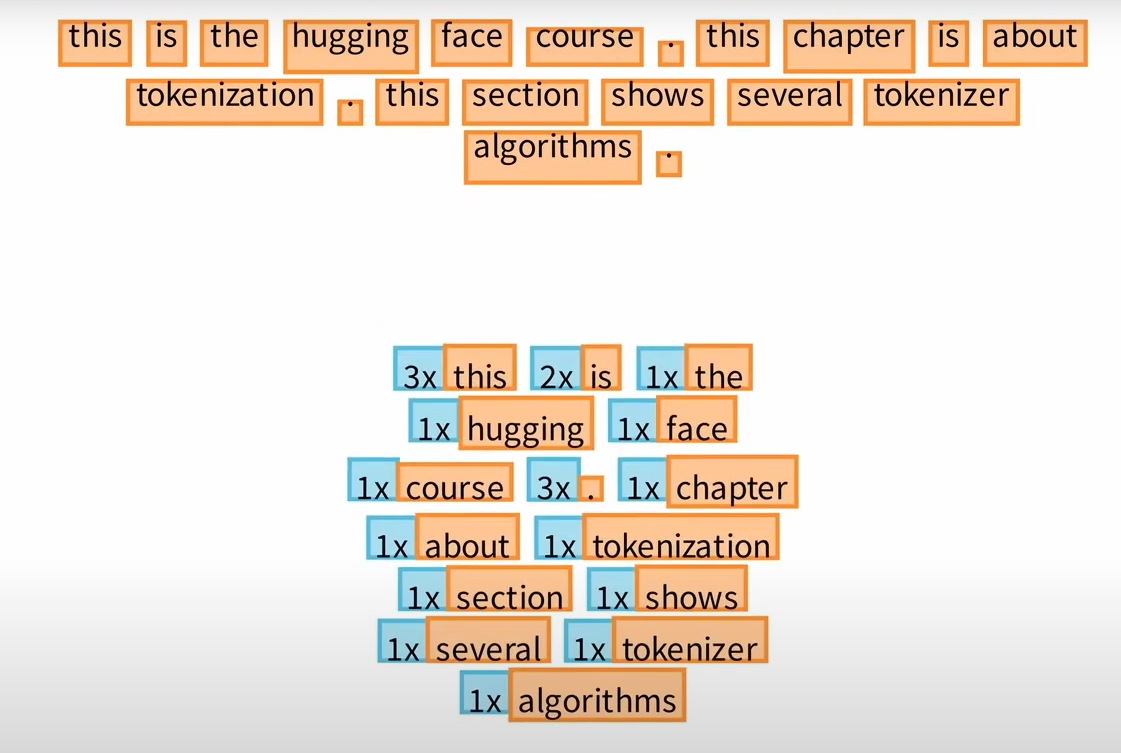 this is the hugging face course . this chapter is about
tokenization . this section shows several tokenizer
algorithms .
3x this 2x is 1x the
1x hugging 1x face
1x course 3x . 1x chapter
1x about 1x tokenization
1x section 1x shows
1x several 1x tokenizer
1x algorithms